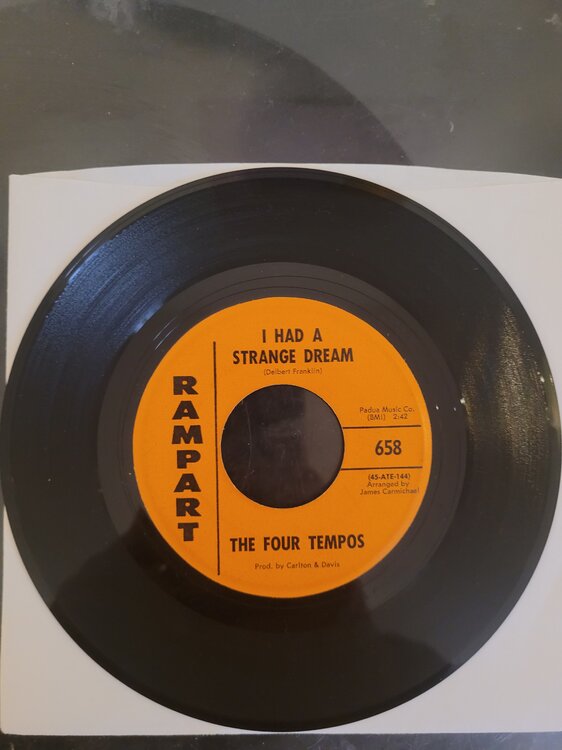 I HAD A
STRANGE DREAM
(Delbert Franklin)
RAMPART
Padua Music Co.
(BMI) 2:42
658
(45-ATE-144)
Arranged by
James Carmichael
THE FOUR TEMPOS
Prod. by Carlton & Davis